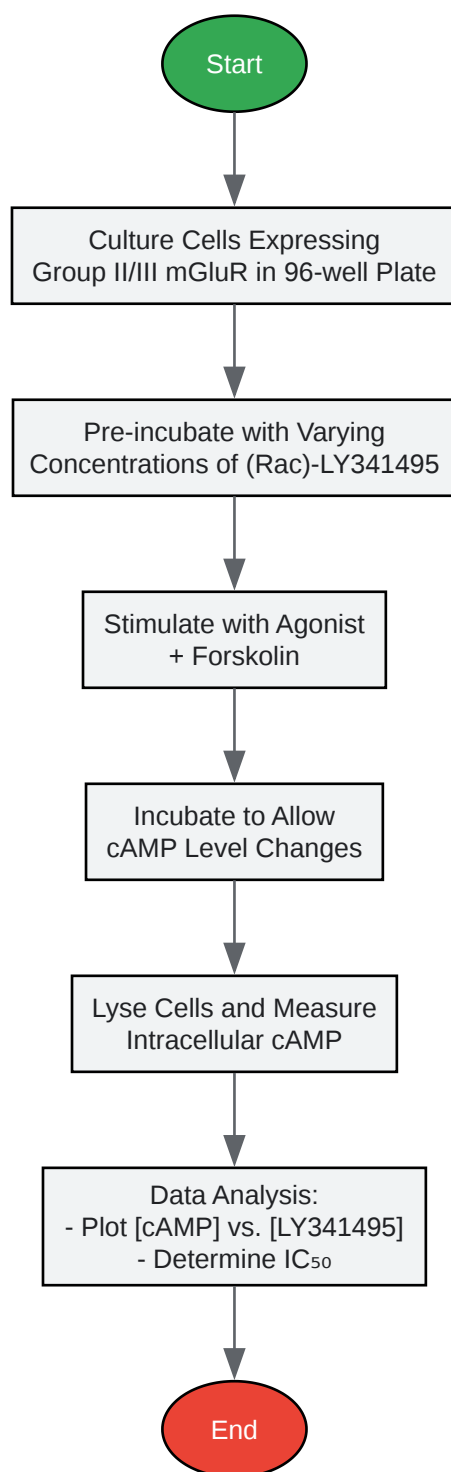 Start
Culture Cells Expressing
Group II/III mGluR in 96-well Plate
Pre-incubate with Varying
Concentrations of (Rac)-LY341495
Stimulate with Agonist
+ Forskolin
Incubate to Allow
cAMP Level Changes
Lyse Cells and Measure
Intracellular cAMP
Data Analysis:
- Plot [cAMP] vs. [LY341495]
- Determine IC₅₀
End